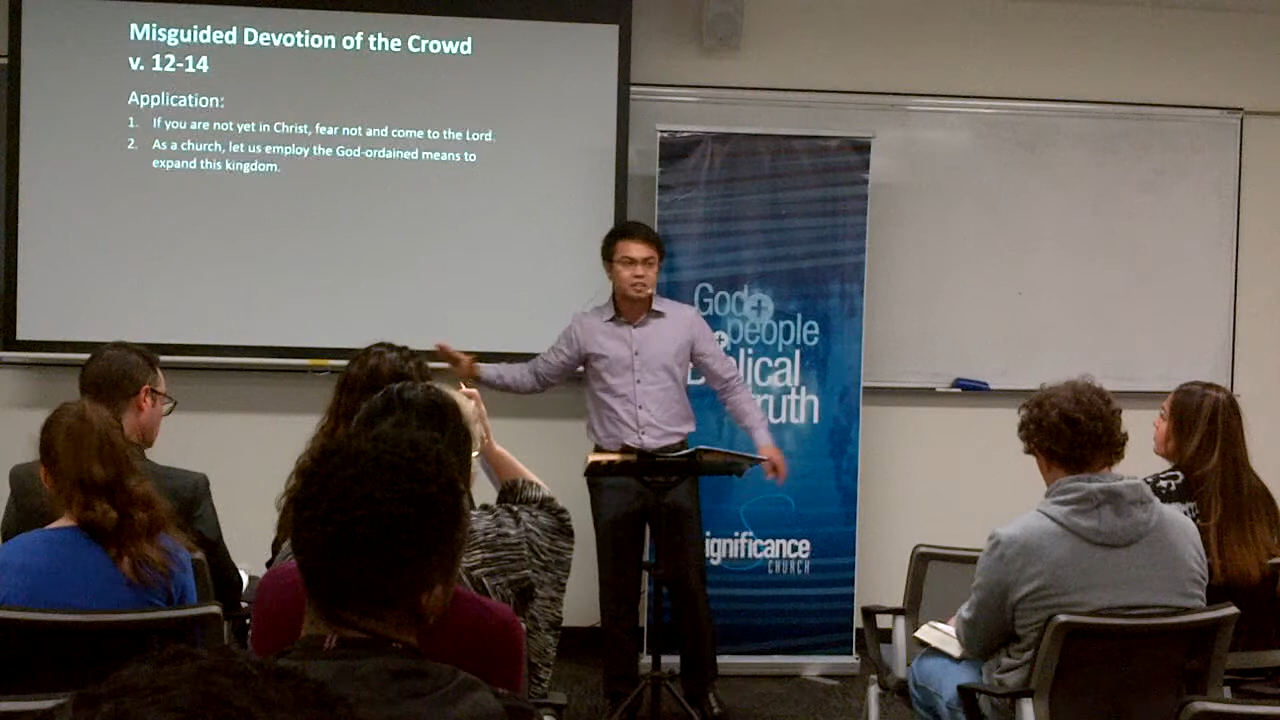 Misguided Devotion of the Crowd
v. 12-14
Application:
1. If you are not yet in Christ, fear not and come to the Lord.
2. As a church, let us employ the God-ordained means to
expand this kingdom.
God+
+people
Biblical
truth
significance
CHURCH